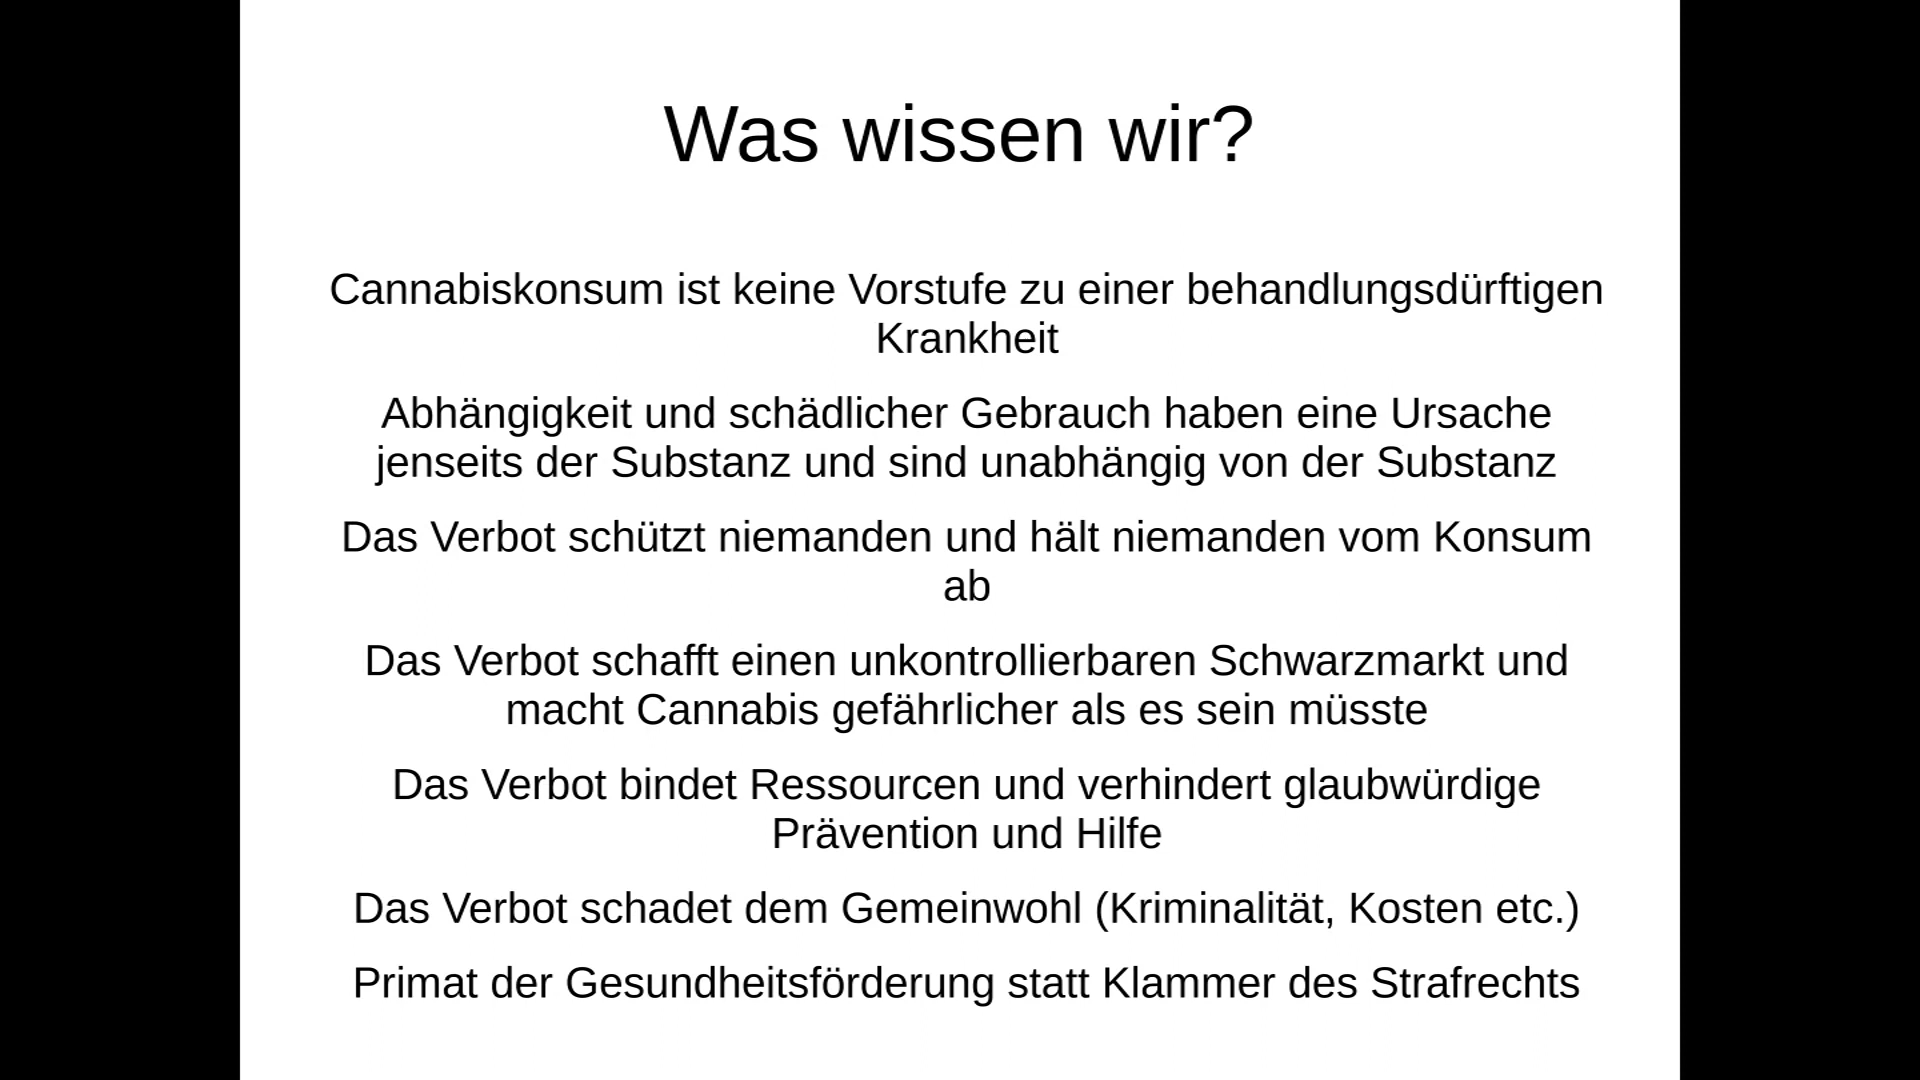 Was wissen wir?
Cannabiskonsum ist keine Vorstufe zu einer behandlungsdürftigen
Krankheit
Abhängigkeit und schädlicher Gebrauch haben eine Ursache
jenseits der Substanz und sind unabhängig von der Substanz
Das Verbot schützt niemanden und hält niemanden vom Konsum
ab
Das Verbot schafft einen unkontrollierbaren Schwarzmarkt und
macht Cannabis gefährlicher als es sein müsste
Das Verbot bindet Ressourcen und verhindert glaubwürdige
Prävention und Hilfe
Das Verbot schadet dem Gemeinwohl (Kriminalität, Kosten etc.)
Primat der Gesundheitsförderung statt Klammer des Strafrechts